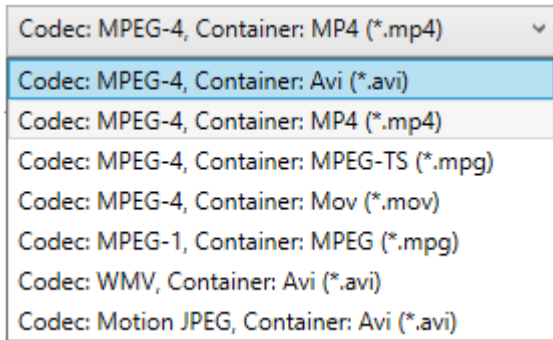 Codec: MPEG-4, Container: MP4 (*.mp4)
Codec: MPEG-4, Container: Avi (*.avi)
Codec: MPEG-4, Container: MP4 (*.mp4)
Codec: MPEG-4, Container: MPEG-TS (*.mpg)
Codec: MPEG-4, Container: Mov (*.mov)
Codec: MPEG-1, Container: MPEG (*.mpg)
Codec: WMV, Container: Avi (*.avi)
Codec: Motion JPEG, Container: Avi (*.avi)